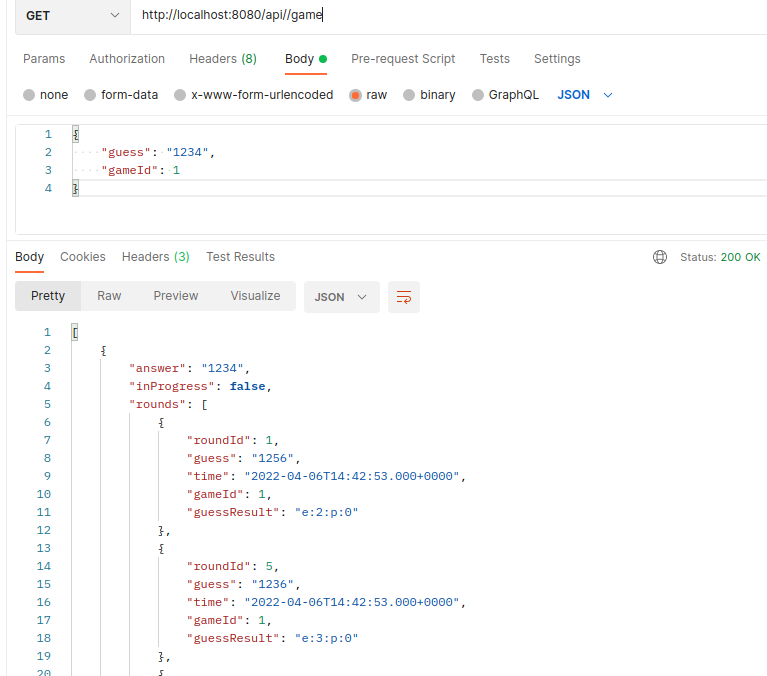 GET http://localhost:8080/api//game
Params Authorization Headers (8) Body Pre-request Script Tests Settings
none form-data x-www-form-urlencoded raw binary GraphQL JSON
1 {
2 ····"guess":·"1234",
3 ····"gameId":·1
4 }
Body Cookies Headers (3) Test Results Status: 200 OK
Pretty Raw Preview Visualize JSON
1 [
2 {
3 "answer": "1234",
4 "inProgress": false,
5 "rounds": [
6 {
7 "roundId": 1,
8 "guess": "1256",
9 "time": "2022-04-06T14:42:53.000+0000",
10 "gameId": 1,
11 "guessResult": "e:2:p:0"
12 },
13 {
14 "roundId": 5,
15 "guess": "1236",
16 "time": "2022-04-06T14:42:53.000+0000",
17 "gameId": 1,
18 "guessResult": "e:3:p:0"
19 },
20 {